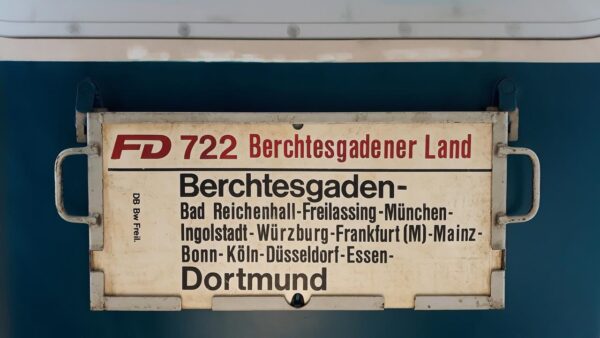 FD 722 Berchtesgadener Land
Berchtesgaden-
Bad Reichenhall-Freilassing-München-
Ingolstadt-Würzburg-Frankfurt (M)-Mainz-
Bonn-Köln-Düsseldorf-Essen-
Dortmund
DB Bw Freil.